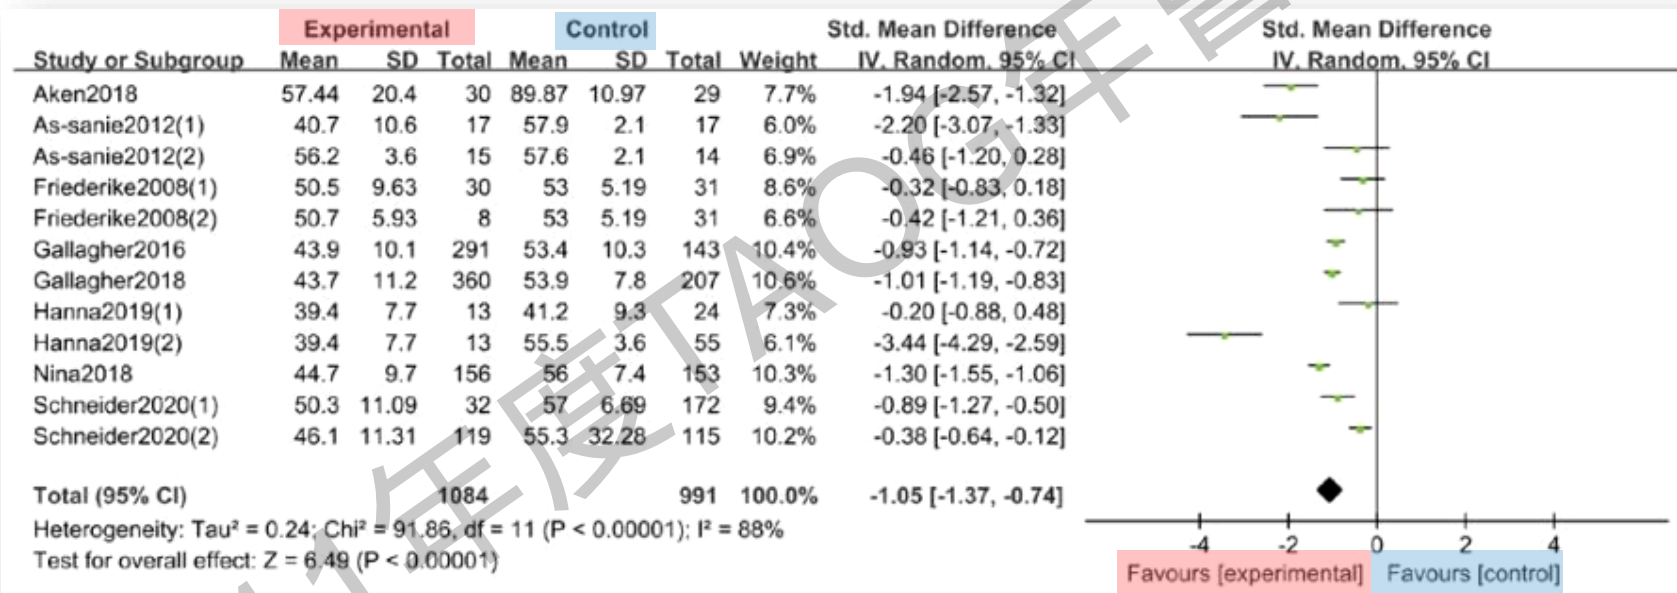 Experimental Control Std. Mean Difference Std. Mean Difference
Study or Subgroup Mean SD Total Mean SD Total Weight IV, Random, 95% CI IV, Random, 95% CI
Aken2018 57.44 20.4 30 89.87 10.97 29 7.7% -1.94 [-2.57, -1.32]
As-sanie2012(1) 40.7 10.6 17 57.9 2.1 17 6.0% -2.20 [-3.07, -1.33]
As-sanie2012(2) 56.2 3.6 15 57.6 2.1 14 6.9% -0.46 [-1.20, 0.28]
Friederike2008(1) 50.5 9.63 30 53 5.19 31 8.6% -0.32 [-0.83, 0.18]
Friederike2008(2) 50.7 5.93 8 53 5.19 31 6.6% -0.42 [-1.21, 0.36]
Gallagher2016 43.9 10.1 291 53.4 10.3 143 10.4% -0.93 [-1.14, -0.72]
Gallagher2018 43.7 11.2 360 53.9 7.8 207 10.6% -1.01 [-1.19, -0.83]
Hanna2019(1) 39.4 7.7 13 41.2 9.3 24 7.3% -0.20 [-0.88, 0.48]
Hanna2019(2) 39.4 7.7 13 55.5 3.6 55 6.1% -3.44 [-4.29, -2.59]
Nina2018 44.7 9.7 156 56 7.4 153 10.3% -1.30 [-1.55, -1.06]
Schneider2020(1) 50.3 11.09 32 57 6.69 172 9.4% -0.89 [-1.27, -0.50]
Schneider2020(2) 46.1 11.31 119 55.3 32.28 115 10.2% -0.38 [-0.64, -0.12]
Total (95% CI) 1084 991 100.0% -1.05 [-1.37, -0.74]
Heterogeneity: Tau² = 0.24; Chi² = 91.86, df = 11 (P < 0.00001); I² = 88%
Test for overall effect: Z = 6.49 (P < 0.00001)
-4 -2 0 2 4
Favours [experimental] Favours [control]
年度TAOG年